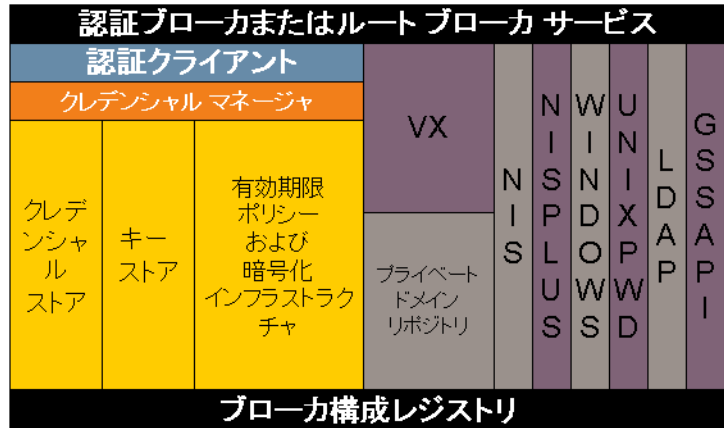 認証ブローカまたはルート ブローカ サービス
認証クライアント
クレデンシャル マネージャ
クレデ
ンシャ
ル
ストア
キー
ストア
有効期限
ポリシー
および
暗号化
インフラストラク
チャ
VX
プライベート
ドメイン
リポジトリ
NIS
NISPLUS
WINDOWS
UNIXPWD
LDAP
GSSAPI
ブローカ構成レジストリ